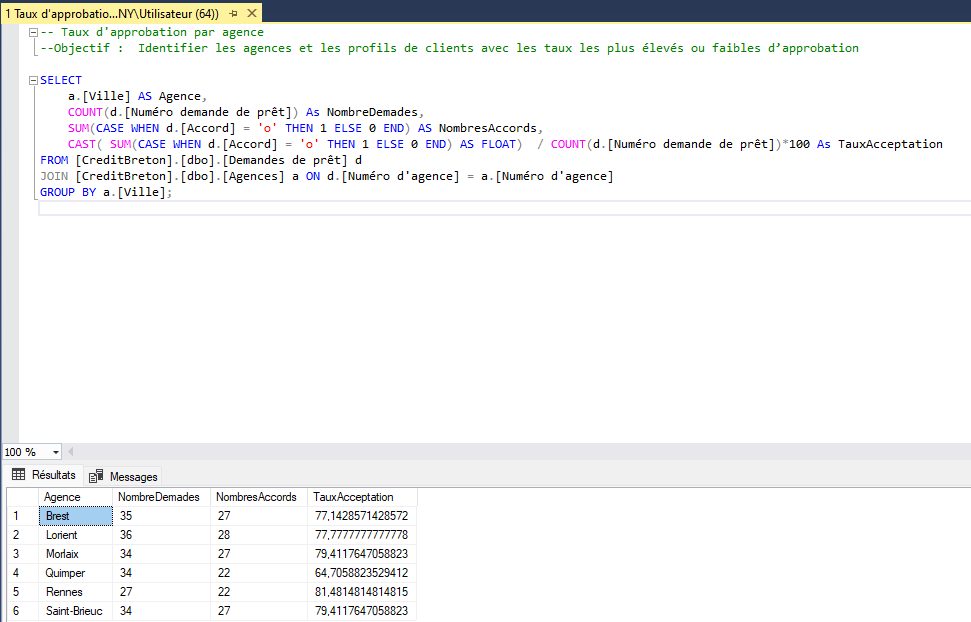 1 Taux d'approbatio...NY\Utilisateur (64))
-- Taux d'approbation par agence
--Objectif :  Identifier les agences et les profils de clients avec les taux les plus élevés ou faibles d’approbation
SELECT
a.[Ville] AS Agence,
COUNT(d.[Numéro demande de prêt]) As NombreDemades,
SUM(CASE WHEN d.[Accord] = 'o' THEN 1 ELSE 0 END) AS NombresAccords,
CAST( SUM(CASE WHEN d.[Accord] = 'o' THEN 1 ELSE 0 END) AS FLOAT)  / COUNT(d.[Numéro demande de prêt])*100 As TauxAcceptation
FROM [CreditBreton].[dbo].[Demandes de prêt] d
JOIN [CreditBreton].[dbo].[Agences] a ON d.[Numéro d'agence] = a.[Numéro d'agence]
GROUP BY a.[Ville];
100 %
Résultats Messages
Agence NombreDemades NombresAccords TauxAcceptation
1 Brest 35 27 77,1428571428572
2 Lorient 36 28 77,7777777777778
3 Morlaix 34 27 79,4117647058823
4 Quimper 34 22 64,7058823529412
5 Rennes 27 22 81,4814814814815
6 Saint-Brieuc 34 27 79,4117647058823